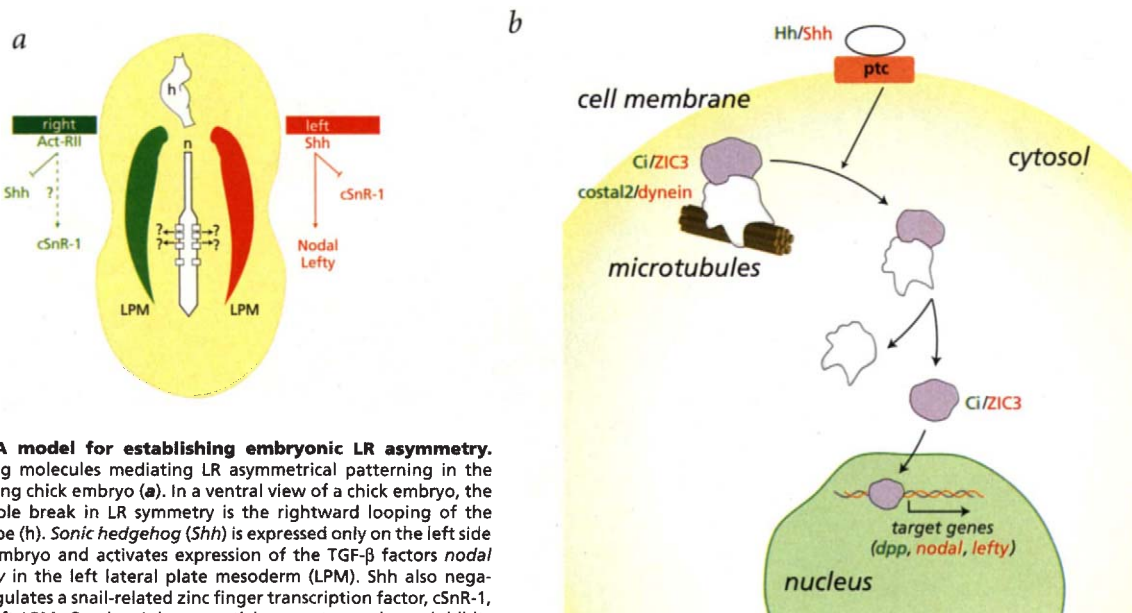 a
h
right
left
Act-RII
n
Shh
Shh
?
cSnR-1
cSnR-1
?
?
?
?
Nodal
Lefty
LPM
LPM
A model for establishing embryonic LR asymmetry.
g molecules mediating LR asymmetrical patterning in the
ng chick embryo (a). In a ventral view of a chick embryo, the
ble break in LR symmetry is the rightward looping of the
be (h). Sonic hedgehog (Shh) is expressed only on the left side
mbryo and activates expression of the TGF-β factors nodal
y in the left lateral plate mesoderm (LPM). Shh also nega-
gulates a snail-related zinc finger transcription factor, cSnR-1,
b
Hh/Shh
ptc
cell membrane
cytosol
Ci/ZIC3
costal2/dynein
microtubules
Ci/ZIC3
target genes
(dpp, nodal, lefty)
nucleus